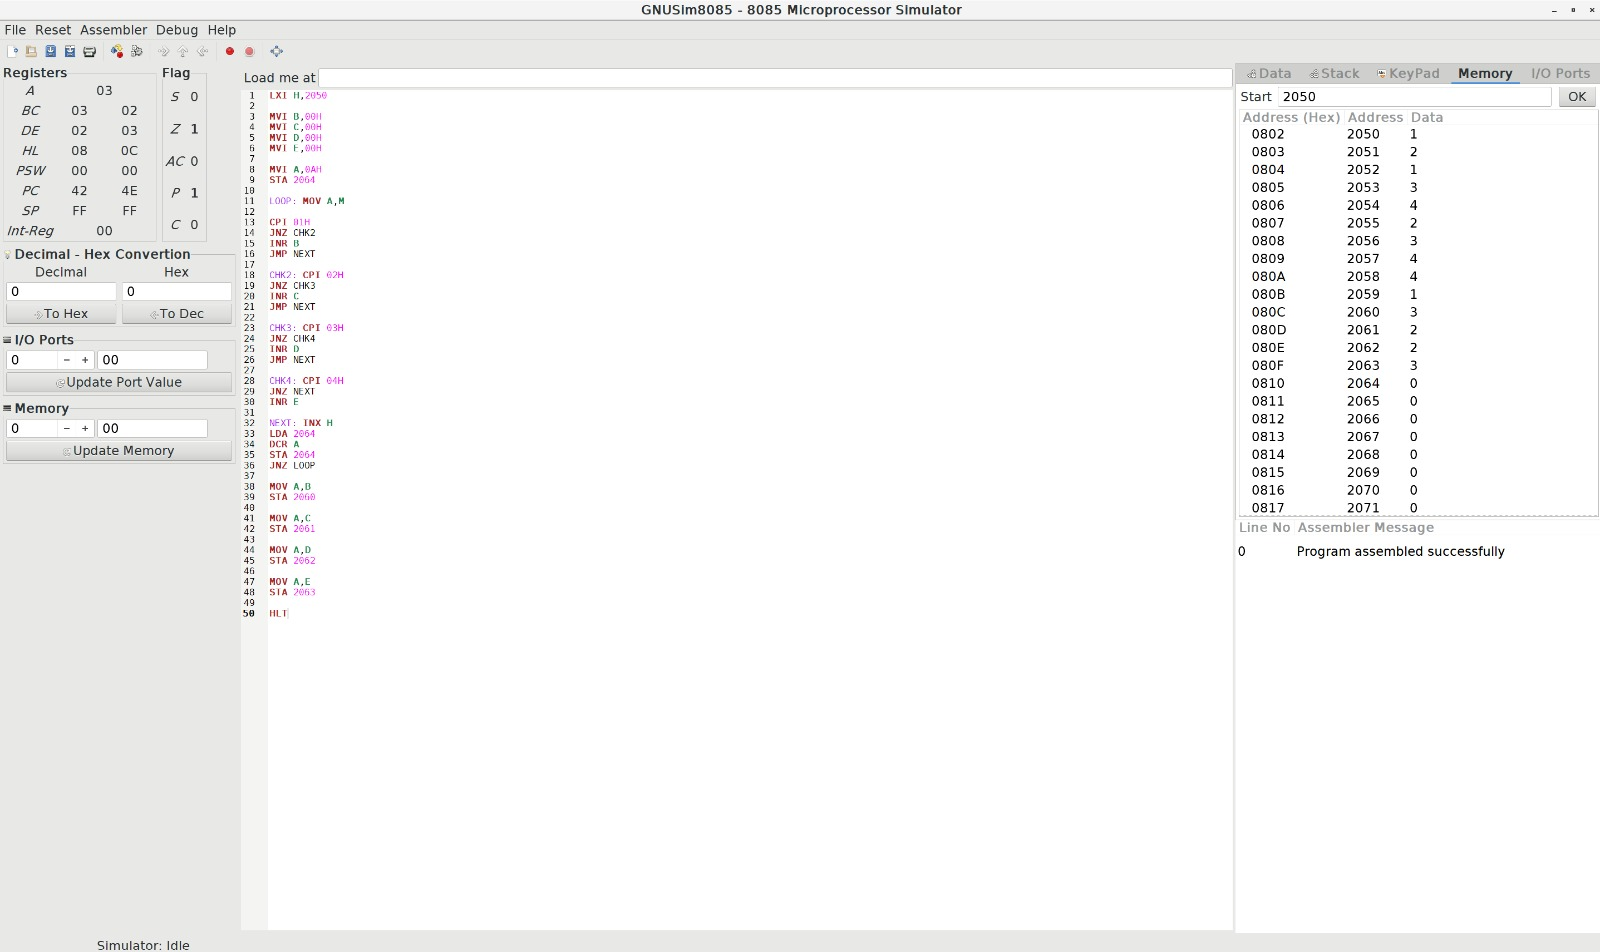 GNUSim8085 - 8085 Microprocessor Simulator
File Reset Assembler Debug Help
Registers
A 03
BC 03 02
DE 02 03
HL 08 0C
PSW 00 00
PC 42 4E
SP FF FF
Int-Reg 00
Flag
S 0
Z 1
AC 0
P 1
C 0
Decimal - Hex Convertion
Decimal Hex
0 0
To Hex To Dec
I/O Ports
0 - + 00
Update Port Value
Memory
0 - + 00
Update Memory
Load me at
1 LXI H,2050
2
3 MVI B,00H
4 MVI C,00H
5 MVI D,00H
6 MVI E,00H
7
8 MVI A,0AH
9 STA 2064
10
11 LOOP: MOV A,M
12
13 CPI 01H
14 JNZ CHK2
15 INR B
16 JMP NEXT
17
18 CHK2: CPI 02H
19 JNZ CHK3
20 INR C
21 JMP NEXT
22
23 CHK3: CPI 03H
24 JNZ CHK4
25 INR D
26 JMP NEXT
27
28 CHK4: CPI 04H
29 JNZ NEXT
30 INR E
31
32 NEXT: INX H
33 LDA 2064
34 DCR A
35 STA 2064
36 JNZ LOOP
37
38 MOV A,B
39 STA 2060
40
41 MOV A,C
42 STA 2061
43
44 MOV A,D
45 STA 2062
46
47 MOV A,E
48 STA 2063
49
50 HLT
Data Stack KeyPad Memory I/O Ports
Start 2050 OK
Address (Hex) Address Data
0802 2050 1
0803 2051 2
0804 2052 1
0805 2053 3
0806 2054 4
0807 2055 2
0808 2056 3
0809 2057 4
080A 2058 4
080B 2059 1
080C 2060 3
080D 2061 2
080E 2062 2
080F 2063 3
0810 2064 0
0811 2065 0
0812 2066 0
0813 2067 0
0814 2068 0
0815 2069 0
0816 2070 0
0817 2071 0
Line No Assembler Message
0 Program assembled successfully
Simulator: Idle